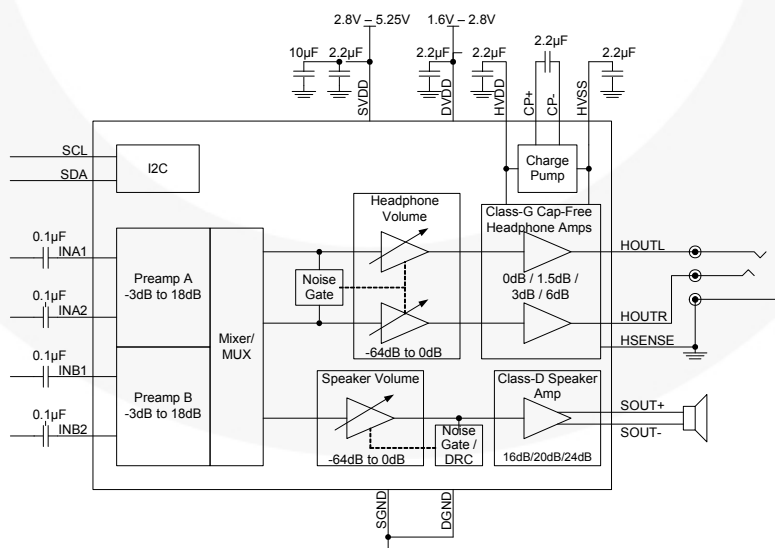 2.8V – 5.25V
1.6V – 2.8V
10µF
2.2µF
2.2µF
2.2µF
2.2µF
2.2µF
SVDD
DVDD
HVDD
CP+
CP-
HVSS
SCL
SDA
I2C
Charge
Pump
Headphone
Volume
Class-G Cap-Free
Headphone Amps
0.1µF
INA1
HOUTL
Preamp A
-3dB to 18dB
Noise
Gate
0dB / 1.5dB /
3dB / 6dB
0.1µF
INA2
HOUTR
Mixer/
MUX
-64dB to 0dB
HSENSE
0.1µF
INB1
Speaker Volume
Class-D Speaker
Amp
Preamp B
-3dB to 18dB
SOUT+
0.1µF
INB2
Noise
Gate /
DRC
SOUT-
-64dB to 0dB
16dB/20dB/24dB
SGND
DGND